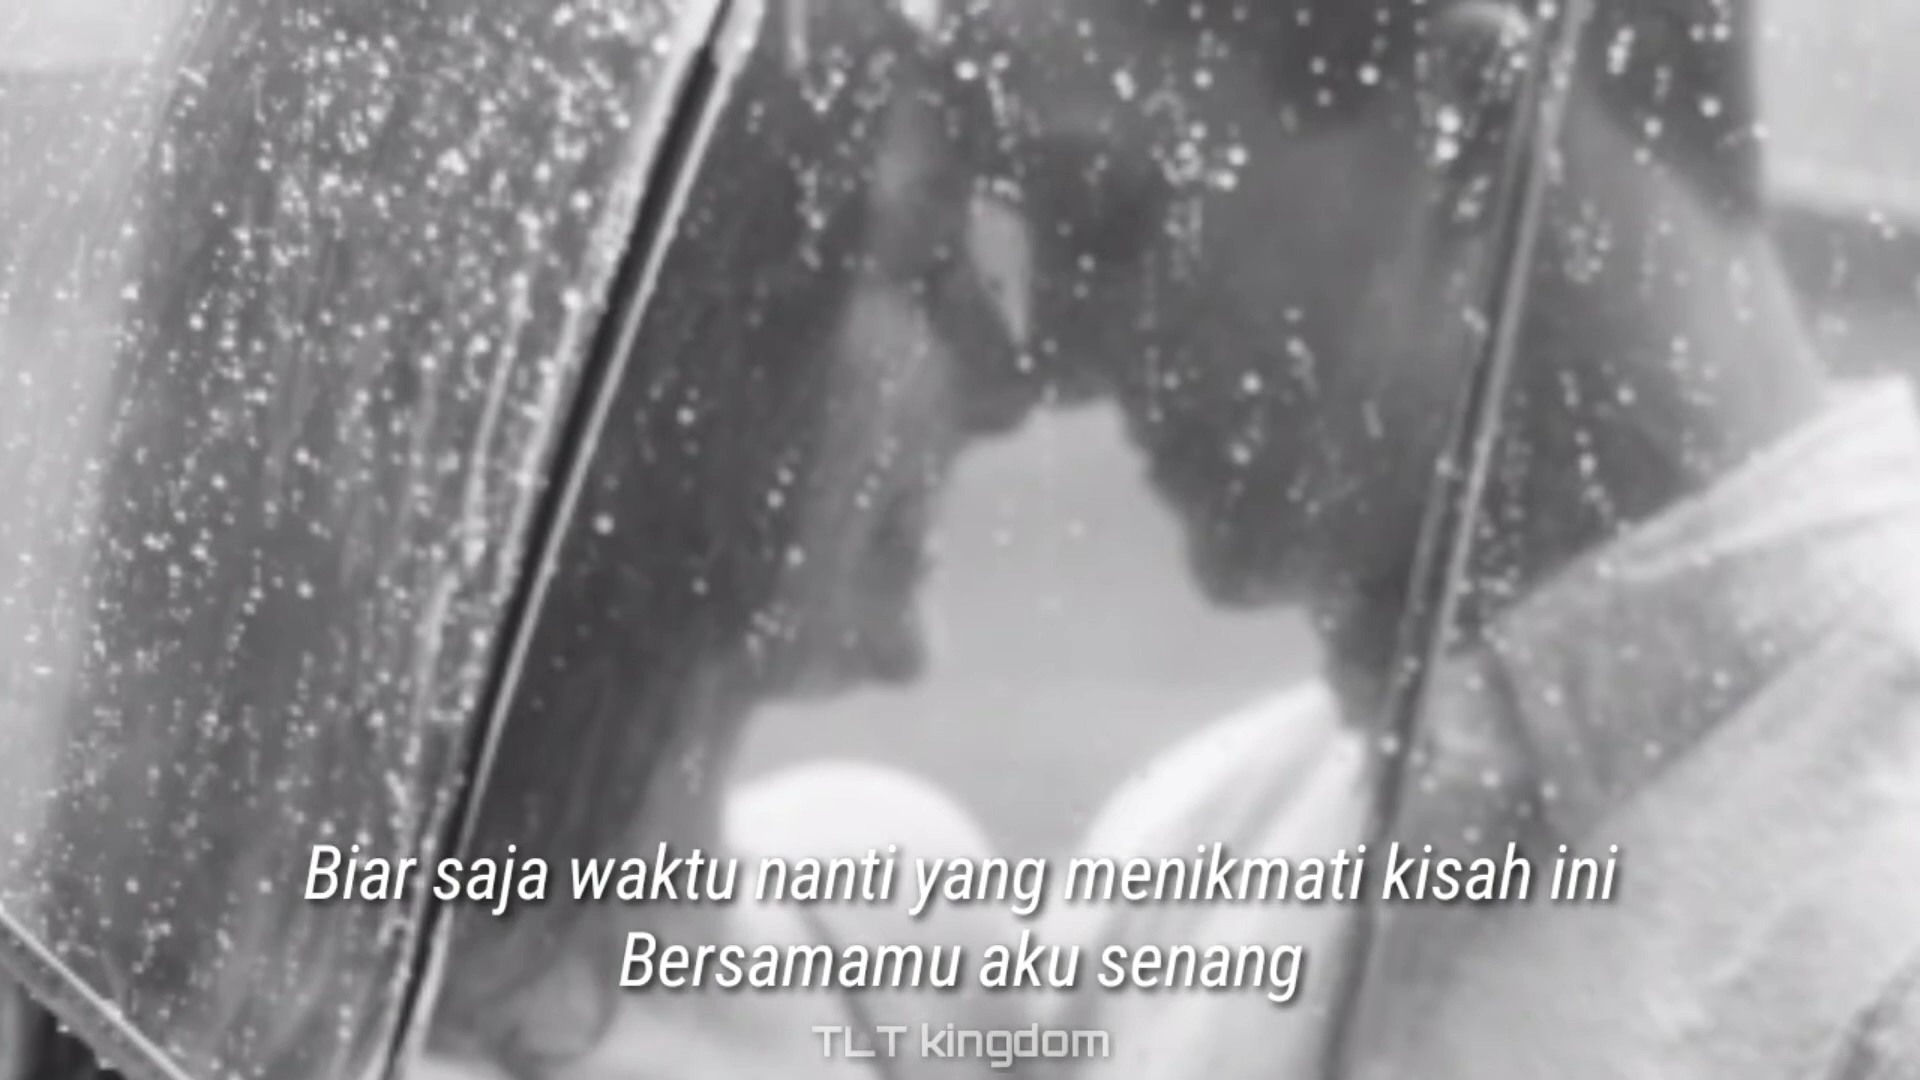 Biar saja waktu nanti yang menikmati kisah ini
Bersamamu aku senang
TLT kingdom